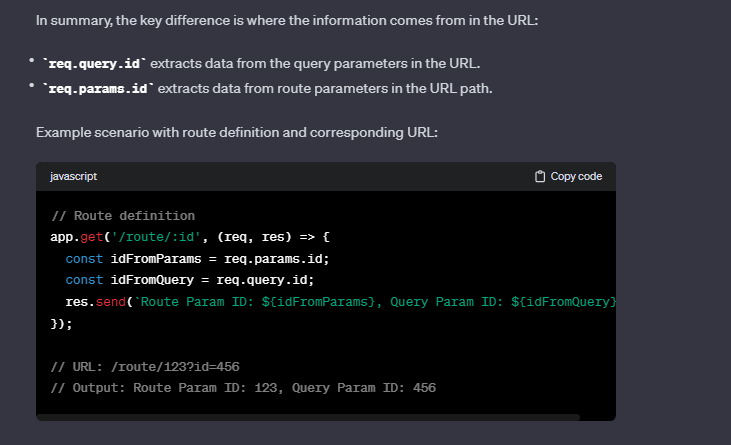 In summary, the key difference is where the information comes from in the URL:
• `req.query.id` extracts data from the query parameters in the URL.
• `req.params.id` extracts data from route parameters in the URL path.
Example scenario with route definition and corresponding URL:
javascript Copy code
// Route definition
app.get('/route/:id', (req, res) => {
  const idFromParams = req.params.id;
  const idFromQuery = req.query.id;
  res.send(`Route Param ID: ${idFromParams}, Query Param ID: ${idFromQuery}
});
// URL: /route/123?id=456
// Output: Route Param ID: 123, Query Param ID: 456